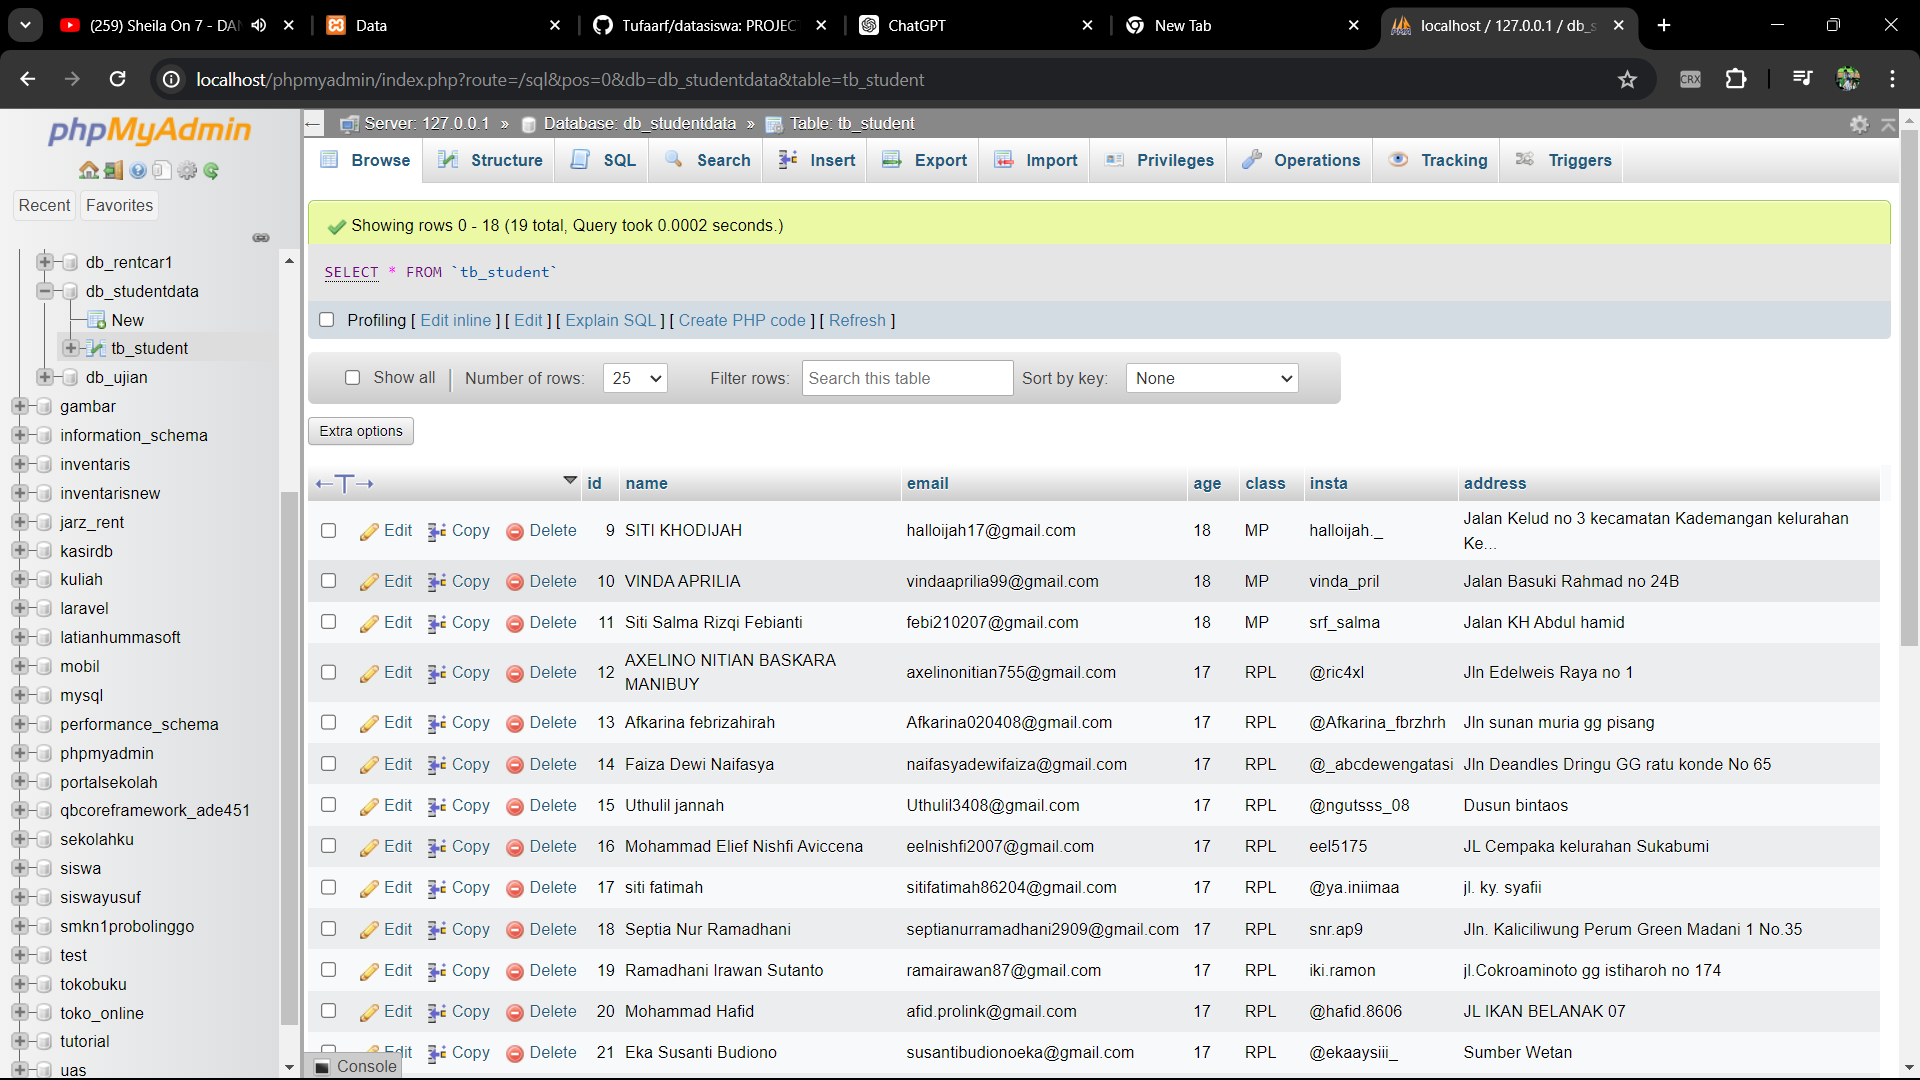 (259) Sheila On 7 - DAN
Data
Tufaarf/datasiswa: PROJEC
ChatGPT
New Tab
localhost / 127.0.0.1 / db_s
localhost/phpmyadmin/index.php?route=/sql&pos=0&db=db_studentdata&table=tb_student
CRX
phpMyAdmin
Recent
Favorites
db_rentcar1
db_studentdata
New
tb_student
db_ujian
gambar
information_schema
inventaris
inventarisnew
jarz_rent
kasirdb
kuliah
laravel
latianhummasoft
mobil
mysql
performance_schema
phpmyadmin
portalsekolah
qbcoreframework_ade451
sekolahku
siswa
siswayusuf
smkn1probolinggo
test
tokobuku
toko_online
tutorial
uas
Server: 127.0.0.1 » Database: db_studentdata » Table: tb_student
Browse Structure SQL Search Insert Export Import Privileges Operations Tracking Triggers
Showing rows 0 - 18 (19 total, Query took 0.0002 seconds.)
SELECT * FROM `tb_student`
Profiling [ Edit inline ] [ Edit ] [ Explain SQL ] [ Create PHP code ] [ Refresh ]
Show all Number of rows: 25 Filter rows: Search this table Sort by key: None
Extra options
id name email age class insta address
Edit Copy Delete 9 SITI KHODIJAH halloijah17@gmail.com 18 MP halloijah._ Jalan Kelud no 3 kecamatan Kademangan kelurahan
Ke...
Edit Copy Delete 10 VINDA APRILIA vindaaprilia99@gmail.com 18 MP vinda_pril Jalan Basuki Rahmad no 24B
Edit Copy Delete 11 Siti Salma Rizqi Febianti febi210207@gmail.com 18 MP srf_salma Jalan KH Abdul hamid
Edit Copy Delete 12 AXELINO NITIAN BASKARA
MANIBUY axelinonitian755@gmail.com 17 RPL @ric4xl Jln Edelweis Raya no 1
Edit Copy Delete 13 Afkarina febrizahirah Afkarina020408@gmail.com 17 RPL @Afkarina_fbrzhrh Jln sunan muria gg pisang
Edit Copy Delete 14 Faiza Dewi Naifasya naifasyadewifaiza@gmail.com 17 RPL @_abcdewengatasi Jln Deandles Dringu GG ratu konde No 65
Edit Copy Delete 15 Uthulil jannah Uthulil3408@gmail.com 17 RPL @ngutsss_08 Dusun bintaos
Edit Copy Delete 16 Mohammad Elief Nishfi Aviccena eelnishfi2007@gmail.com 17 RPL eel5175 JL Cempaka kelurahan Sukabumi
Edit Copy Delete 17 siti fatimah sitifatimah86204@gmail.com 17 RPL @ya.iniimaa jl. ky. syafii
Edit Copy Delete 18 Septia Nur Ramadhani septianurramadhani2909@gmail.com 17 RPL snr.ap9 Jln. Kaliciliwung Perum Green Madani 1 No.35
Edit Copy Delete 19 Ramadhani Irawan Sutanto ramairawan87@gmail.com 17 RPL iki.ramon jl.Cokroaminoto gg istiharoh no 174
Edit Copy Delete 20 Mohammad Hafid afid.prolink@gmail.com 17 RPL @hafid.8606 JL IKAN BELANAK 07
Edit Copy Delete 21 Eka Susanti Budiono susantibudionoeka@gmail.com 17 RPL @ekaaysiii_ Sumber Wetan
Console